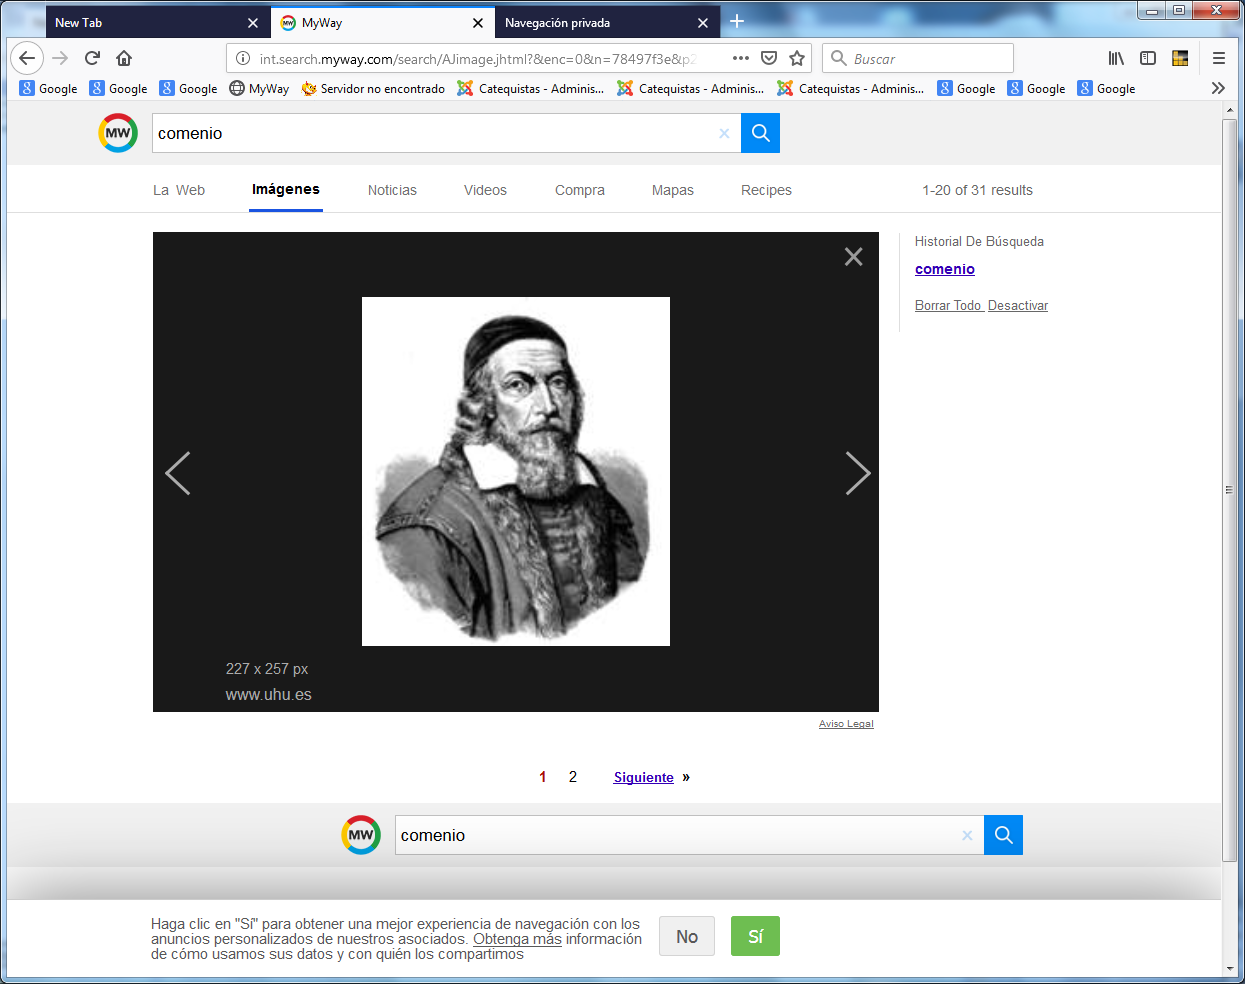 New Tab
MyWay
Navegación privada
int.search.myway.com/search/AJimage.jhtml?&enc=0&n=78497f3e&p2
Buscar
Google
Google
Google
MyWay
Servidor no encontrado
Catequistas - Adminis...
Catequistas - Adminis...
Catequistas - Adminis...
Google
Google
Google
MW
comenio
La Web
Imágenes
Noticias
Videos
Compra
Mapas
Recipes
1-20 of 31 results
Historial De Búsqueda
comenio
Borrar Todo Desactivar
227 x 257 px
www.uhu.es
Aviso Legal
1 2 Siguiente »
MW
comenio
Haga clic en "Sí" para obtener una mejor experiencia de navegación con los
anuncios personalizados de nuestros asociados. Obtenga más información
de cómo usamos sus datos y con quién los compartimos
No
Sí